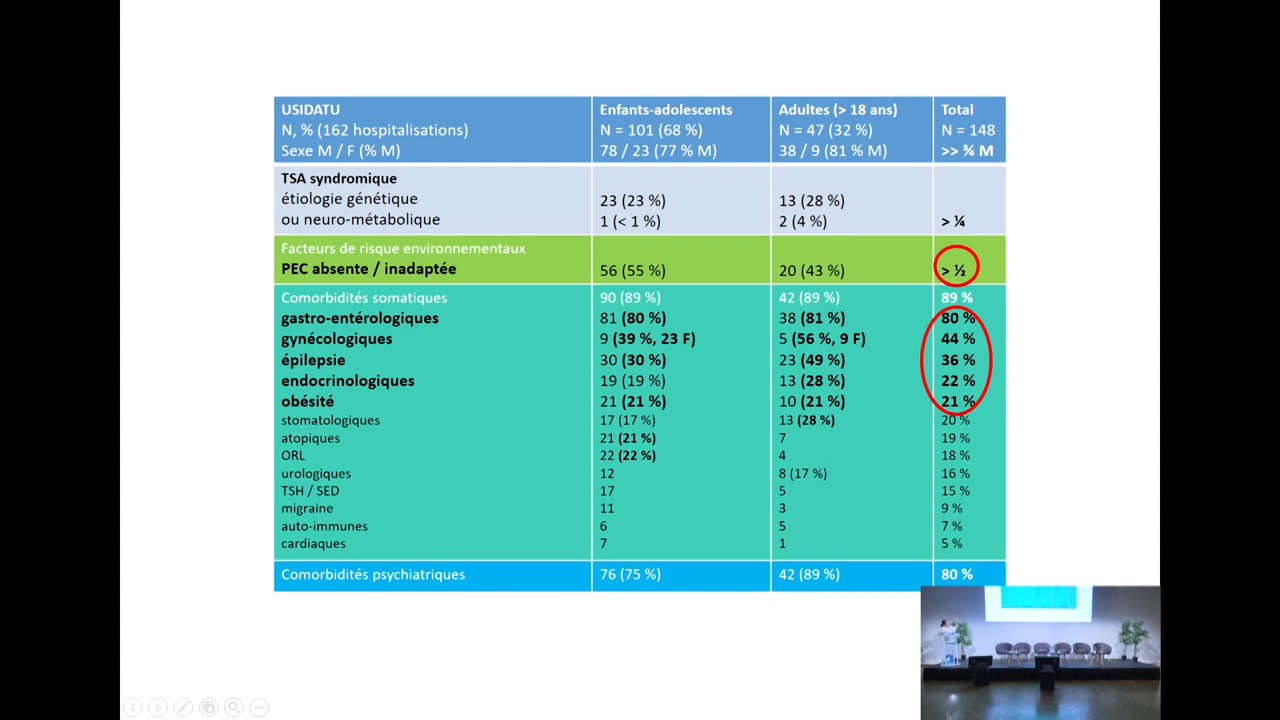 USIDATU Enfants-adolescents Adultes (> 18 ans) Total
N, % (162 hospitalisations) N = 101 (68 %) N = 47 (32 %) N = 148
Sexe M / F (% M) 78 / 23 (77 % M) 38 / 9 (81 % M) >> ¾ M
TSA syndromique
étiologie génétique 23 (23 %) 13 (28 %)
ou neuro-métabolique 1 (< 1 %) 2 (4 %) > ¼
Facteurs de risque environnementaux
PEC absente / inadaptée 56 (55 %) 20 (43 %) > ½
Comorbidités somatiques 90 (89 %) 42 (89 %) 89 %
gastro-entérologiques 81 (80 %) 38 (81 %) 80 %
gynécologiques 9 (39 %, 23 F) 5 (56 %, 9 F) 44 %
épilepsie 30 (30 %) 23 (49 %) 36 %
endocrinologiques 19 (19 %) 13 (28 %) 22 %
obésité 21 (21 %) 10 (21 %) 21 %
stomatologiques 17 (17 %) 13 (28 %) 20 %
atopiques 21 (21 %) 7 19 %
ORL 22 (22 %) 4 18 %
urologiques 12 8 (17 %) 16 %
TSH / SED 17 5 15 %
migraine 11 3 9 %
auto-immunes 6 5 7 %
cardiaques 7 1 5 %
Comorbidités psychiatriques 76 (75 %) 42 (89 %) 80 %